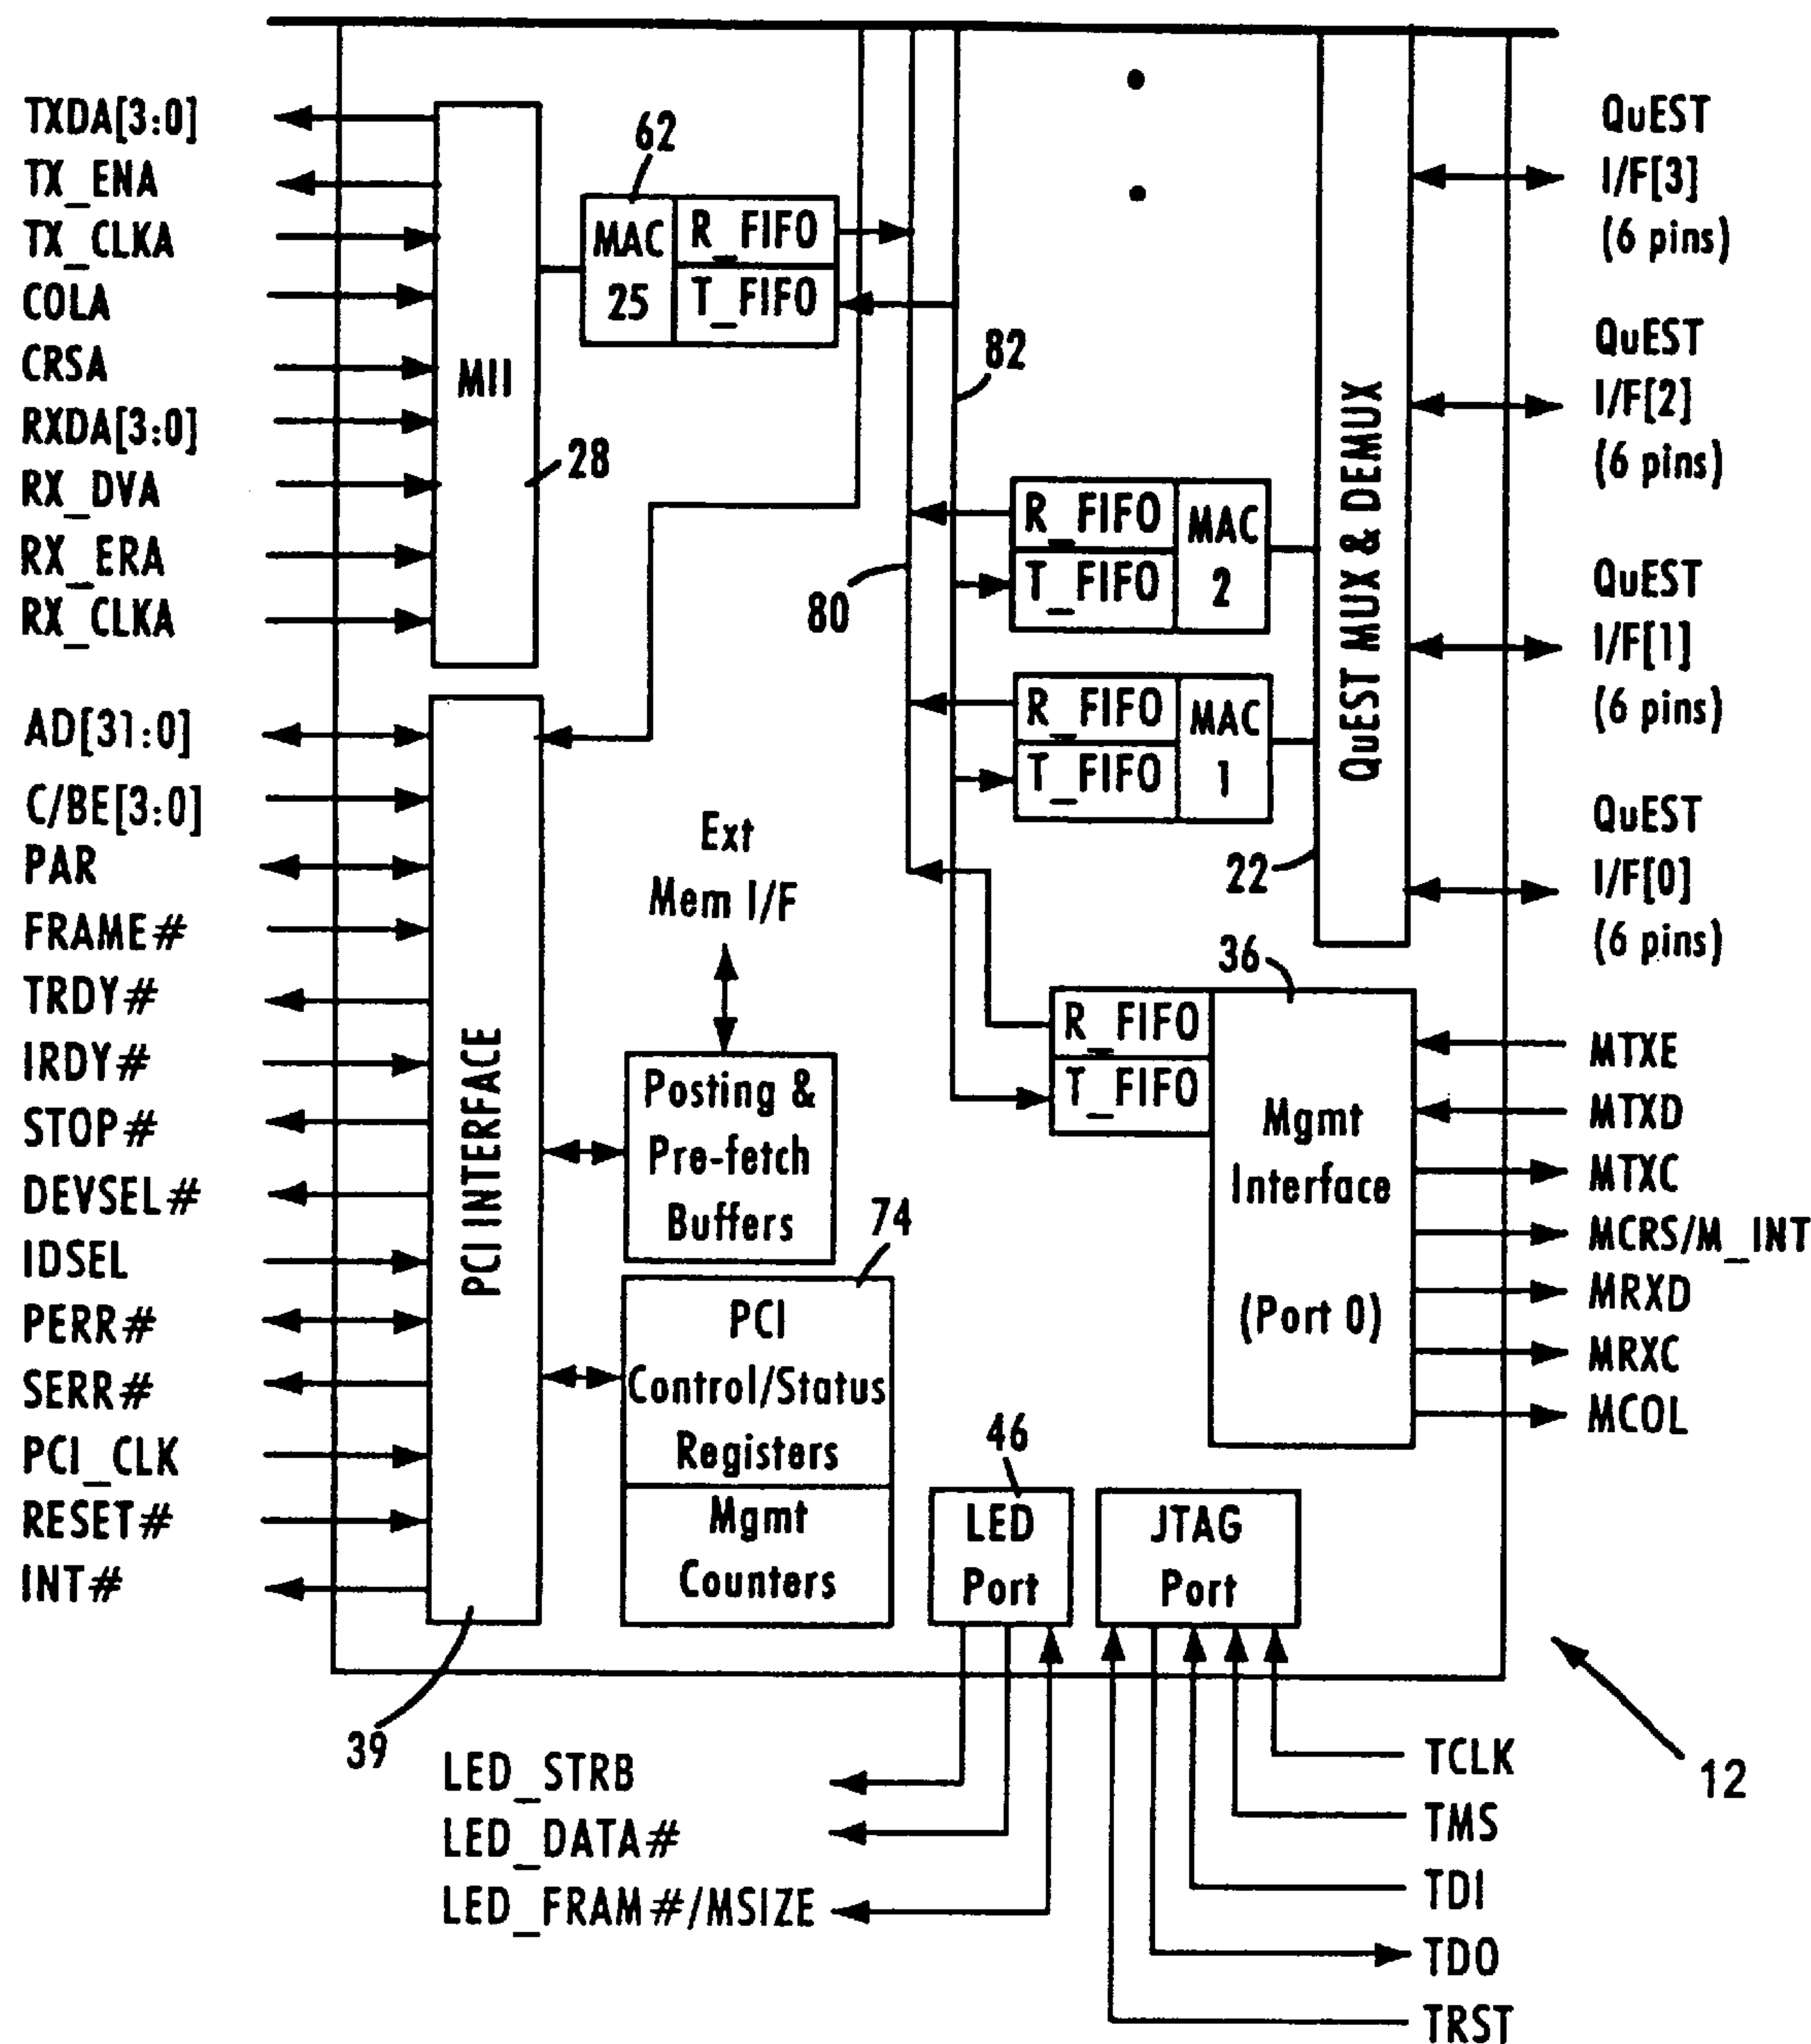 TXDA[3:0]
TX_ENA
TX_CLKA
COLA
CRSA
RXDA[3:0]
RX_DVA
RX_ERA
RX_CLKA
MII
28
62
MAC
25
R_FIFO
T_FIFO
80
82
R_FIFO
T_FIFO
MAC
2
R_FIFO
T_FIFO
MAC
1
QuEST MUX & DEMUX
22
QuEST
I/F[3]
(6 pins)
QuEST
I/F[2]
(6 pins)
QuEST
I/F[1]
(6 pins)
QuEST
I/F[0]
(6 pins)
AD[31:0]
C/BE[3:0]
PAR
FRAME#
TRDY#
IRDY#
STOP#
DEVSEL#
IDSEL
PERR#
SERR#
PCI_CLK
RESET#
INT#
PCI INTERFACE
39
Ext
Mem I/F
Posting &
Pre-fetch
Buffers
74
PCI
Control/Status
Registers
Mgmt
Counters
36
R_FIFO
T_FIFO
Mgmt
Interface
(Port 0)
MTXE
MTXD
MTXC
MCRS/M_INT
MRXD
MRXC
MCOL
46
LED
Port
JTAG
Port
LED_STRB
LED_DATA#
LED_FRAM#/MSIZE
TCLK
TMS
TDI
TDO
TRST
12